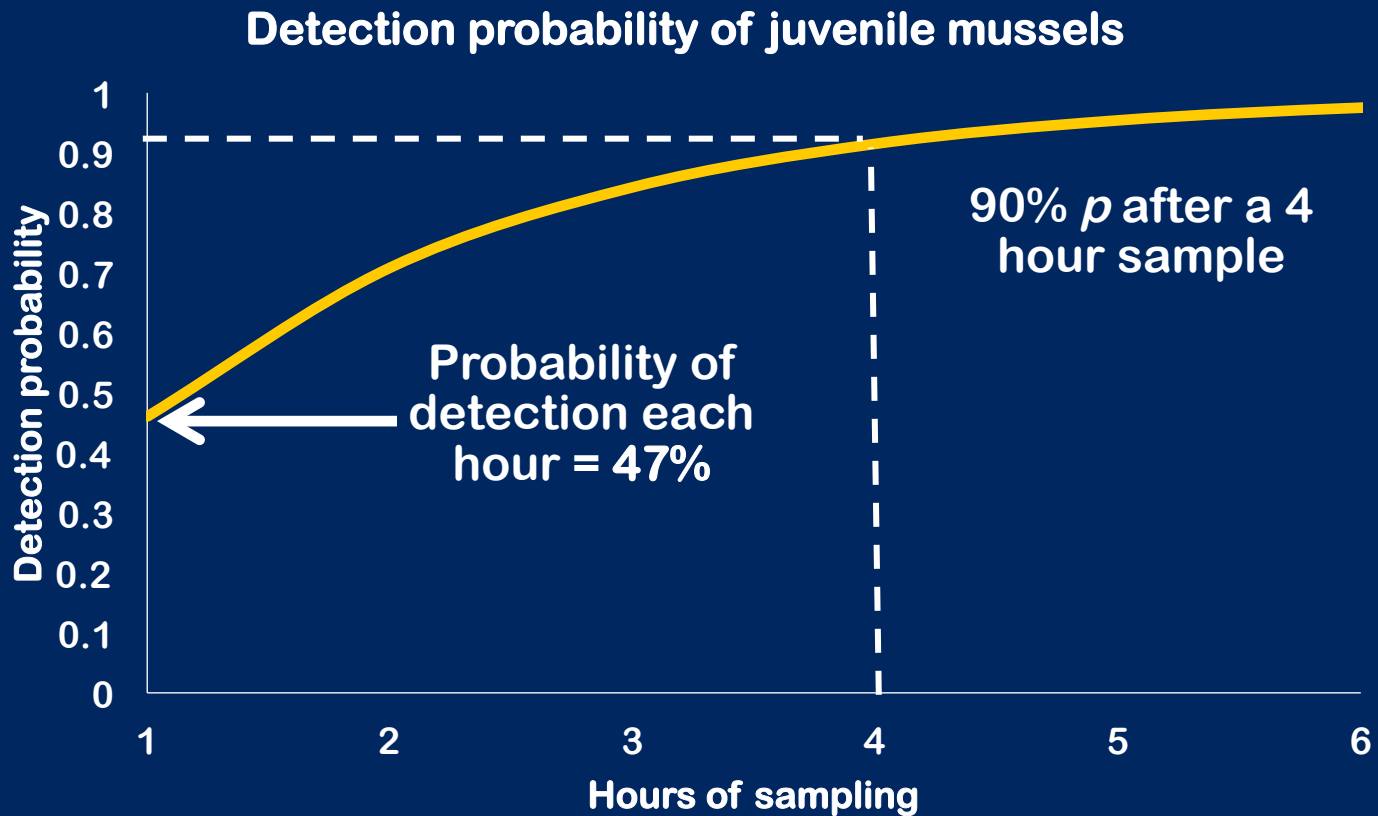 Detection probability of juvenile mussels
1
0.9
0.8
0.7
0.6
0.5
0.4
0.3
0.2
0.1
0
Detection probability
90% p after a 4
hour sample
Probability of
detection each
hour = 47%
1 2 3 4 5 6
Hours of sampling